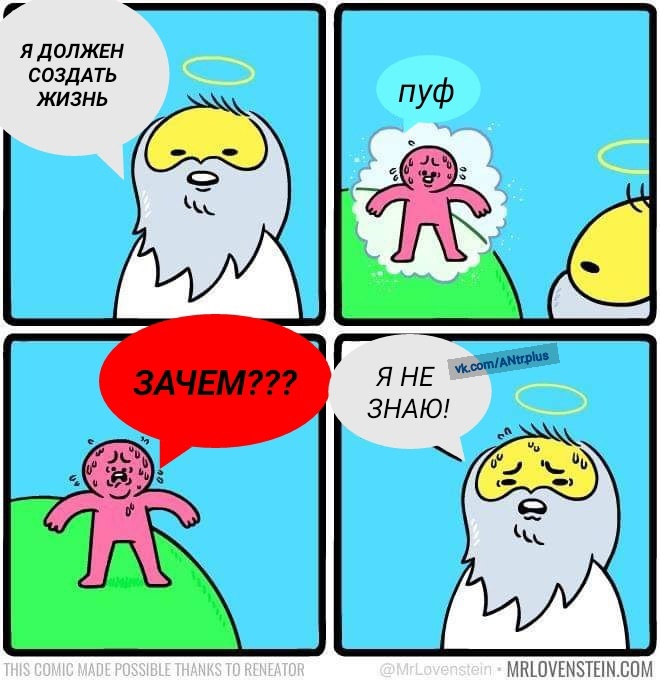 Я ДОЛЖЕН
СОЗДАТЬ
ЖИЗНЬ
пуф
ЗАЧЕМ???
Я НЕ
ЗНАЮ!
vk.com/ANtrplus
THIS COMIC MADE POSSIBLE THANKS TO RENEATOR
@MrLovenstein • MRLOVENSTEIN.COM